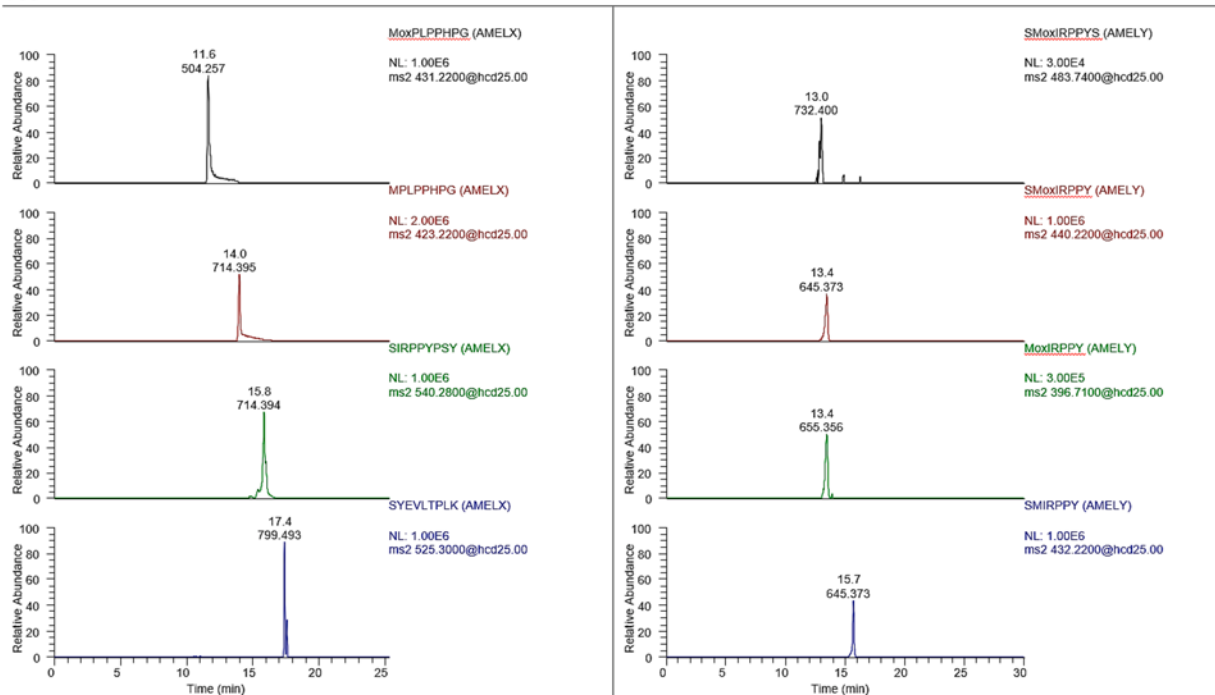 MoxPLPPHPG (AMELX)
NL: 1.00E6
ms2 431.2200@hcd25.00
11.6
504.257
100
80
60
40
20
0
Relative Abundance
MPLPPHPG (AMELX)
NL: 2.00E6
ms2 423.2200@hcd25.00
14.0
714.395
100
80
60
40
20
0
Relative Abundance
SIRPPYPSY (AMELX)
NL: 1.00E6
ms2 540.2800@hcd25.00
15.8
714.394
100
80
60
40
20
0
Relative Abundance
SYEVLTPLK (AMELX)
NL: 1.00E6
ms2 525.3000@hcd25.00
17.4
799.493
100
80
60
40
20
0
Relative Abundance
0 5 10 15 20 25
Time (min)
SMoxIRPPYS (AMELY)
NL: 3.00E4
ms2 483.7400@hcd25.00
13.0
732.400
100
80
60
40
20
0
Relative Abundance
SMoxIRPPY (AMELY)
NL: 1.00E6
ms2 440.2200@hcd25.00
13.4
645.373
100
80
60
40
20
0
Relative Abundance
MoxIRPPY (AMELY)
NL: 3.00E5
ms2 396.7100@hcd25.00
13.4
655.356
100
80
60
40
20
0
Relative Abundance
SMIRPPY (AMELY)
NL: 1.00E6
ms2 432.2200@hcd25.00
15.7
645.373
100
80
60
40
20
0
Relative Abundance
0 5 10 15 20 25 30
Time (min)